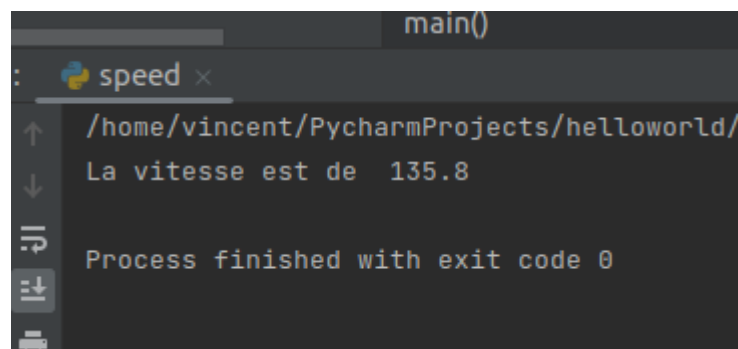 main()
: speed ×
/home/vincent/PycharmProjects/helloworld/
La vitesse est de  135.8
Process finished with exit code 0